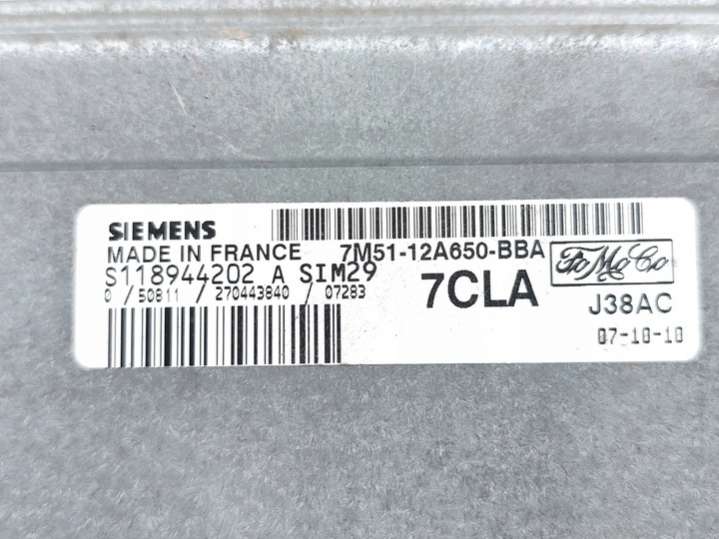 SIEMENS
MADE IN FRANCE 7M51-12A650-BBA
S118944202 A SIM29 7CLA FoMoCo
0 / 50811 / 270443840 / 07283 J38AC
07-10-10